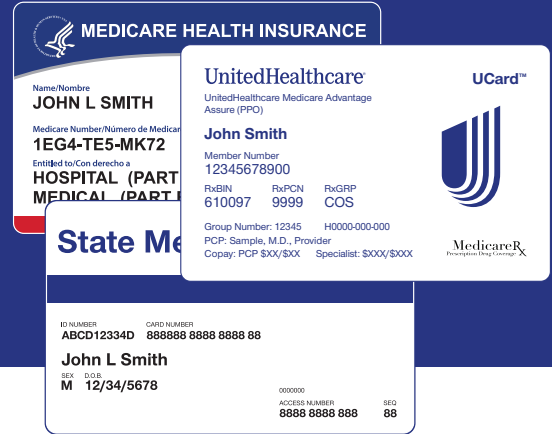 MEDICARE HEALTH INSURANCE
Name/Nombre
JOHN L SMITH
Medicare Number/Número de Medicar
1EG4-TE5-MK72
Entitled to/Con derecho a
HOSPITAL (PART
MEDICAL (PART
UnitedHealthcare
UCard™
UnitedHealthcare Medicare Advantage
Assure (PPO)
John Smith
Member Number
12345678900
RxBIN RxPCN RxGRP
610097 9999 COS
Group Number: 12345 H0000-000-000
PCP: Sample, M.D., Provider
Copay: PCP $XX/$XX Specialist: $XXX/$XXX
MedicareRx
Prescription Drug Coverage
State Me
ID NUMBER CARD NUMBER
ABCD12334D 888888 8888 8888 88
John L Smith
SEX D.O.B.
M 12/34/5678
0000000
ACCESS NUMBER SEQ
8888 8888 888 88